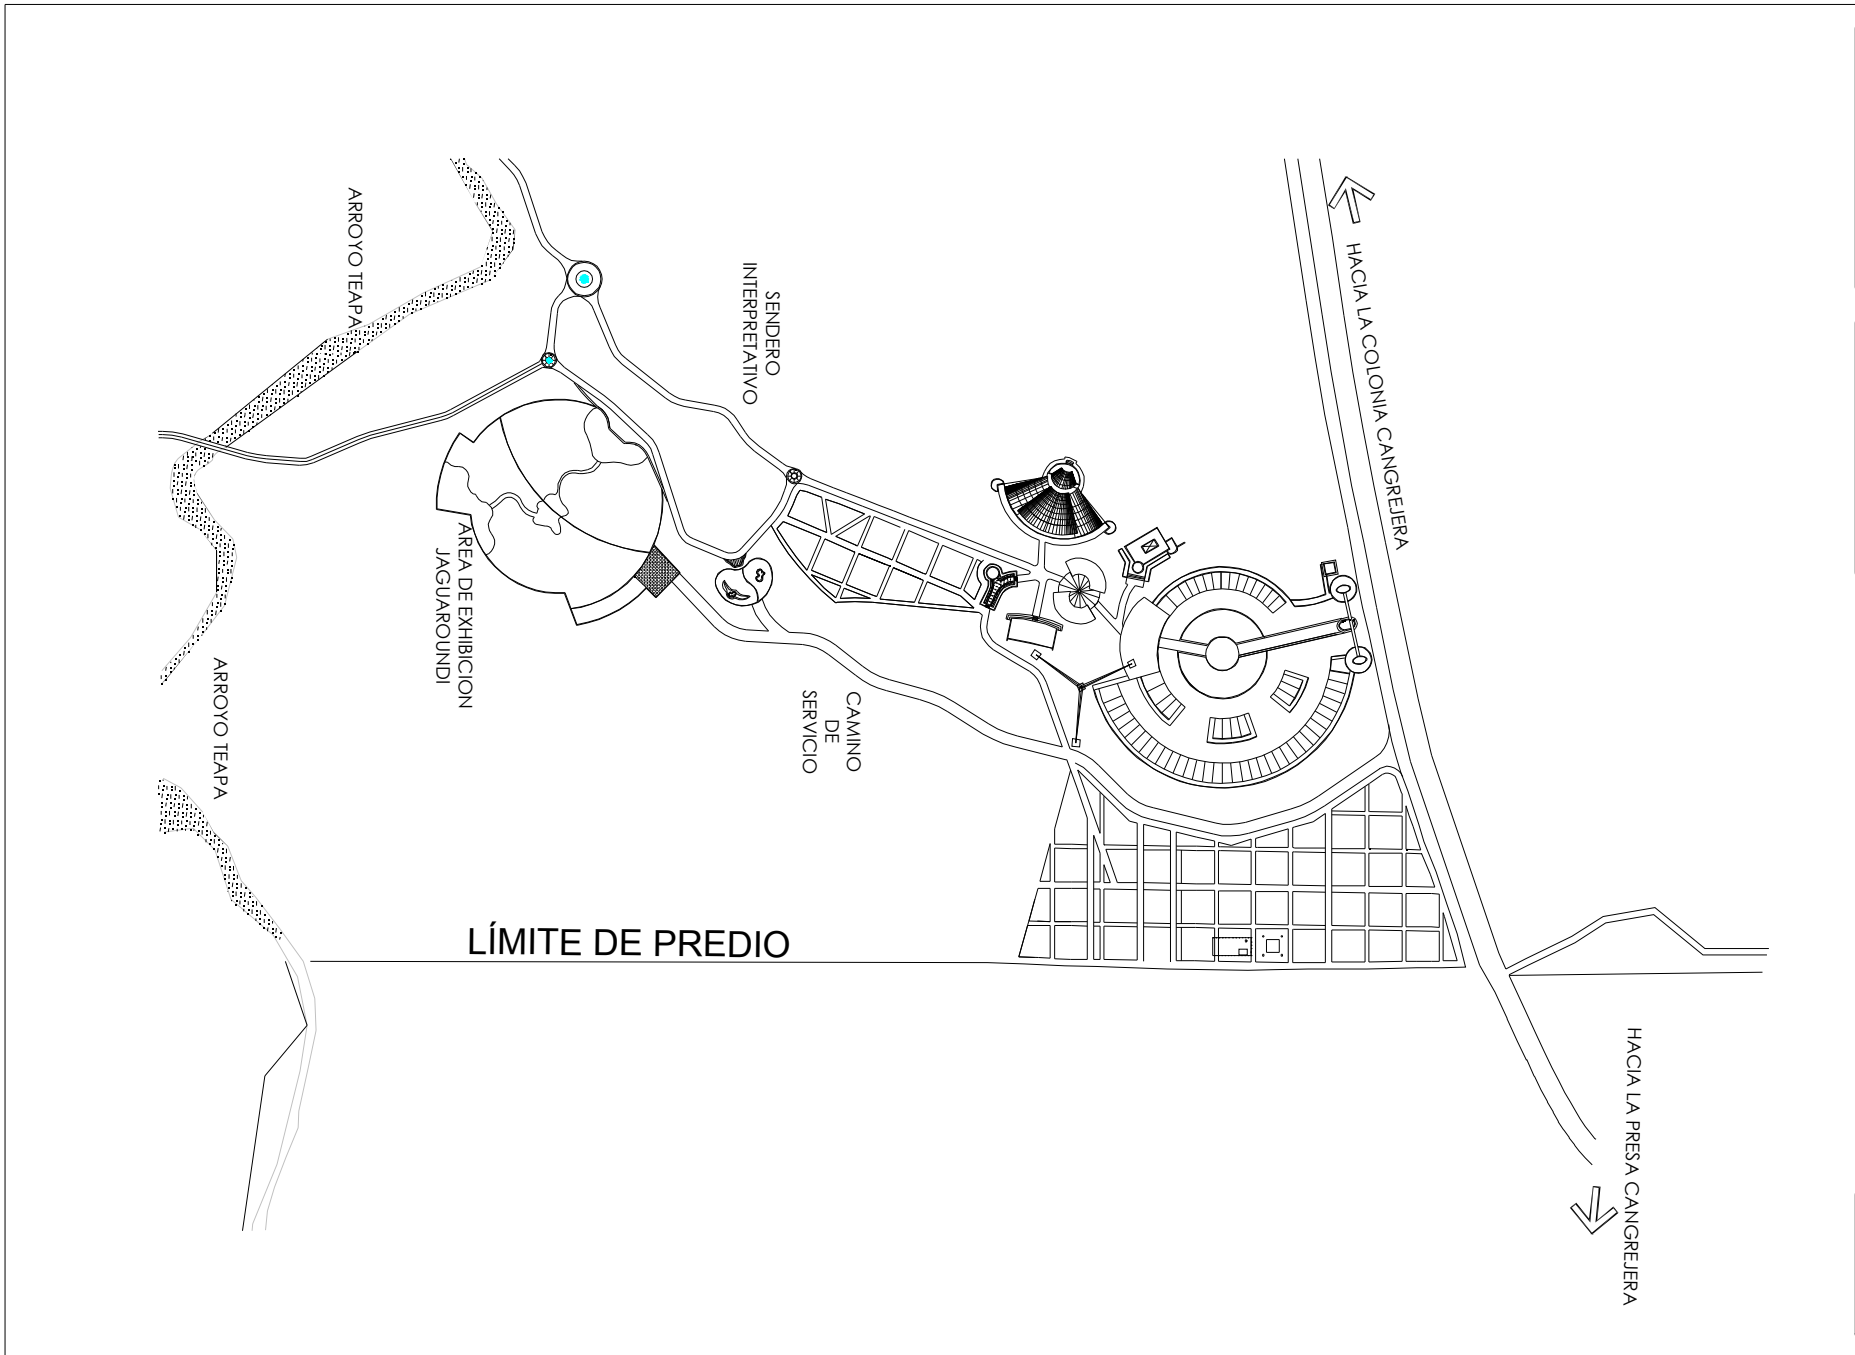 ARROYO TEAPA
SENDERO
INTERPRETATIVO
HACIA LA COLONIA CANGREJERA
AREA DE EXHIBICION
JAGUAROUNDI
ARROYO TEAPA
CAMINO
DE
SERVICIO
LÍMITE DE PREDIO
HACIA LA PRESA CANGREJERA